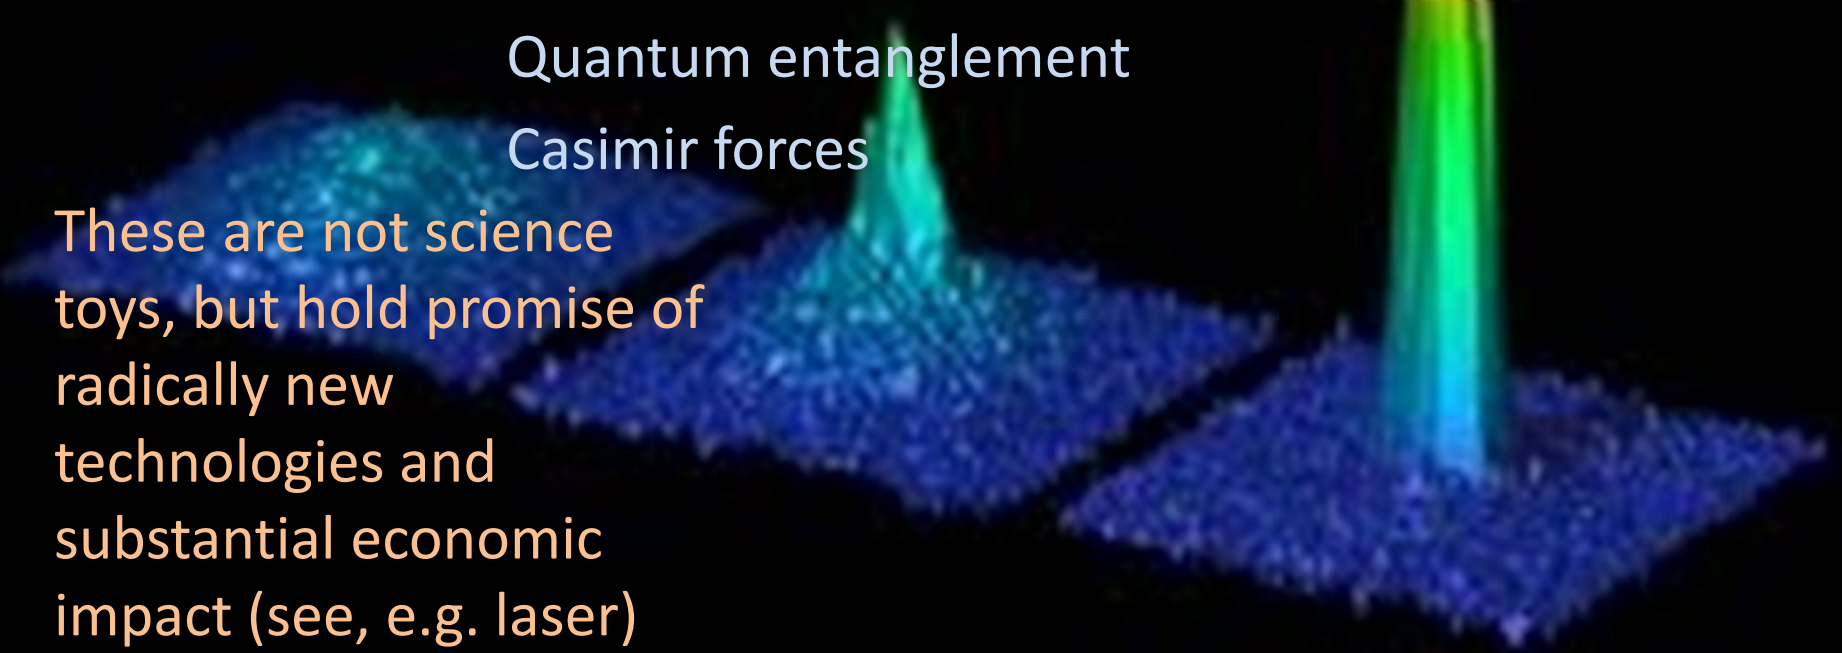 Quantum entanglement
Casimir forces
These are not science
toys, but hold promise of
radically new
technologies and
substantial economic
impact (see, e.g. laser)